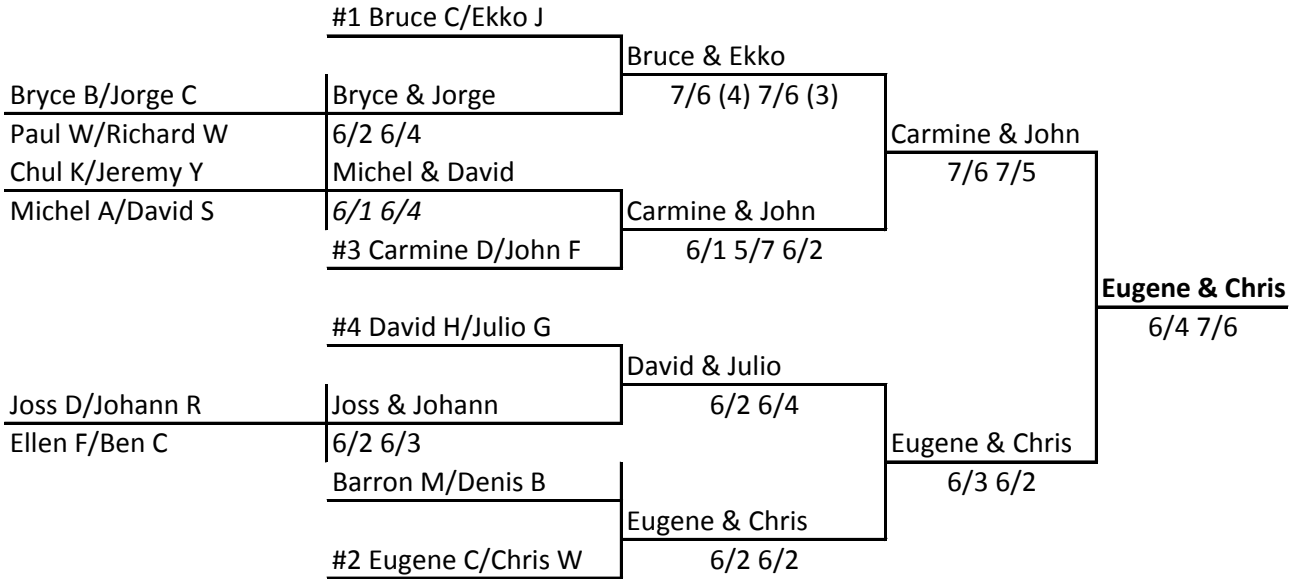 #1 Bruce C/Ekko J
Bruce & Ekko
Bryce B/Jorge C Bryce & Jorge 7/6 (4) 7/6 (3)
Paul W/Richard W 6/2 6/4 Carmine & John
Chul K/Jeremy Y Michel & David 7/6 7/5
Michel A/David S 6/1 6/4 Carmine & John
#3 Carmine D/John F 6/1 5/7 6/2
Eugene & Chris
#4 David H/Julio G 6/4 7/6
David & Julio
Joss D/Johann R Joss & Johann 6/2 6/4
Ellen F/Ben C 6/2 6/3 Eugene & Chris
Barron M/Denis B 6/3 6/2
Eugene & Chris
#2 Eugene C/Chris W 6/2 6/2